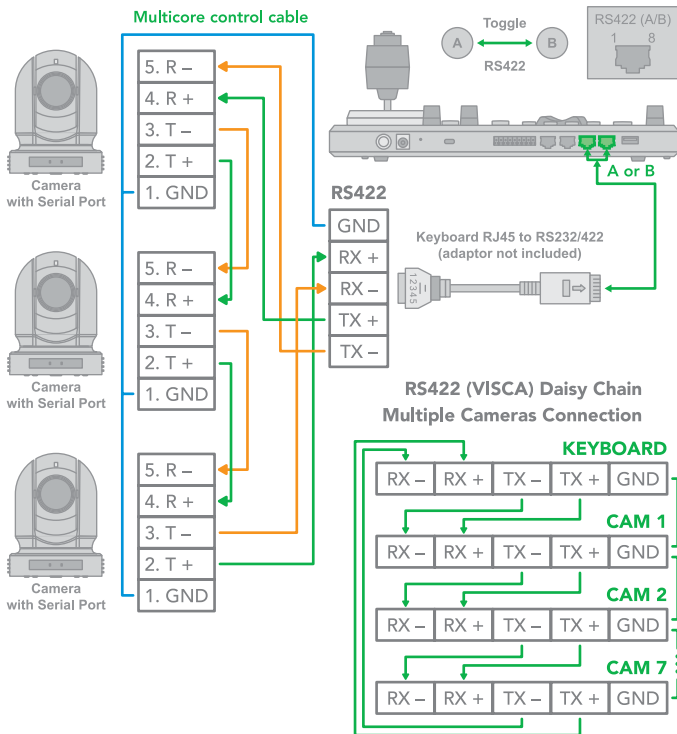 Multicore control cable
5. R –
4. R +
3. T –
2. T +
1. GND
Camera
with Serial Port
5. R –
4. R +
3. T –
2. T +
1. GND
Camera
with Serial Port
5. R –
4. R +
3. T –
2. T +
1. GND
Camera
with Serial Port
Toggle
A B
RS422
RS422 (A/B)
1 8
A or B
RS422
GND
RX +
RX –
TX +
TX –
Keyboard RJ45 to RS232/422
(adaptor not included)
12345
RS422 (VISCA) Daisy Chain
Multiple Cameras Connection
KEYBOARD
RX – RX + TX – TX + GND
CAM 1
RX – RX + TX – TX + GND
CAM 2
RX – RX + TX – TX + GND
CAM 7
RX – RX + TX – TX + GND